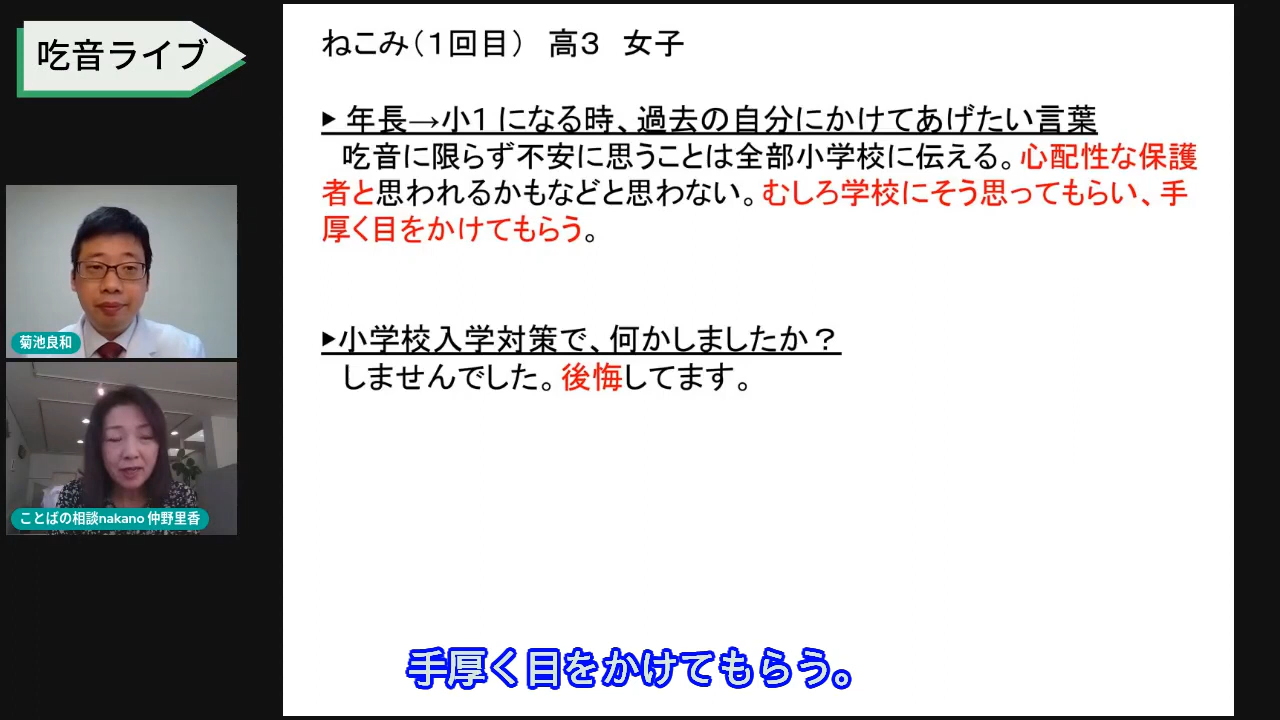 吃音ライブ
ねこみ（１回目）　高３　女子
▶ 年長→小１になる時、過去の自分にかけてあげたい言葉
吃音に限らず不安に思うことは全部小学校に伝える。心配性な保護
者と思われるかもなどと思わない。むしろ学校にそう思ってもらい、手
厚く目をかけてもらう。
▶小学校入学対策で、何かしましたか？
しませんでした。後悔してます。
菊池良和
ことばの相談nakano 仲野里香
手厚く目をかけてもらう。